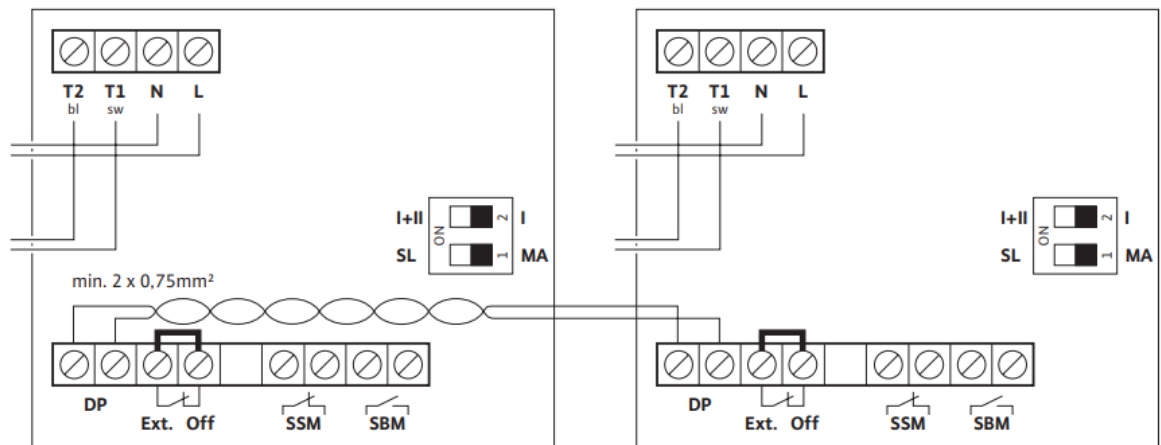 T2 T1 N L
bl sw
I+II ON 2 I
SL 1 MA
min. 2 x 0,75mm²
DP
Ext. Off SSM SBM
T2 T1 N L
bl sw
I+II ON 2 I
SL 1 MA
DP
Ext. Off SSM SBM